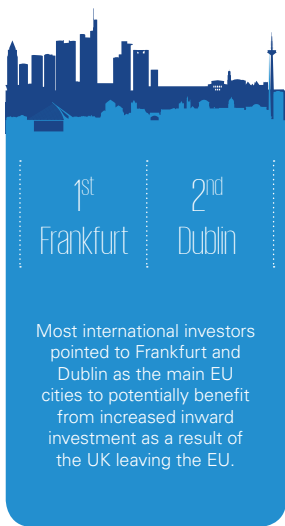 1st
Frankfurt
2nd
Dublin
Most international investors
pointed to Frankfurt and
Dublin as the main EU
cities to potentially benefit
from increased inward
investment as a result of
the UK leaving the EU.